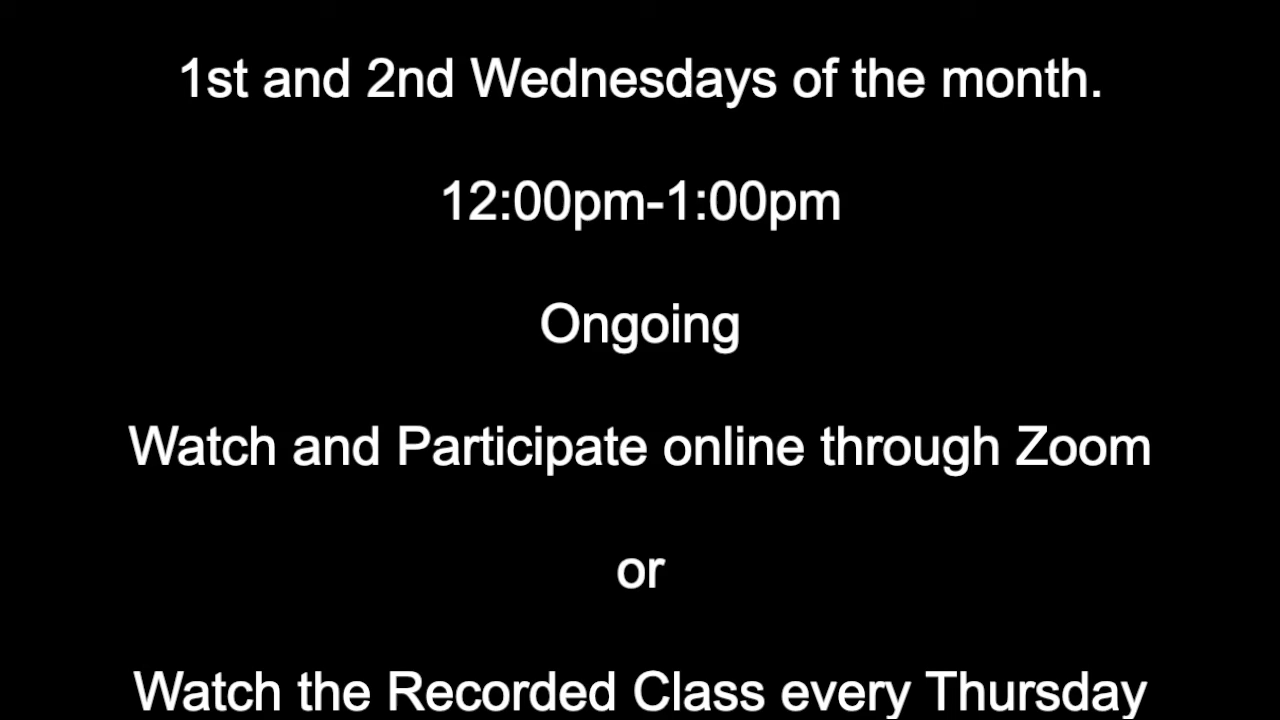 1st and 2nd Wednesdays of the month.
12:00pm-1:00pm
Ongoing
Watch and Participate online through Zoom
or
Watch the Recorded Class every Thursday